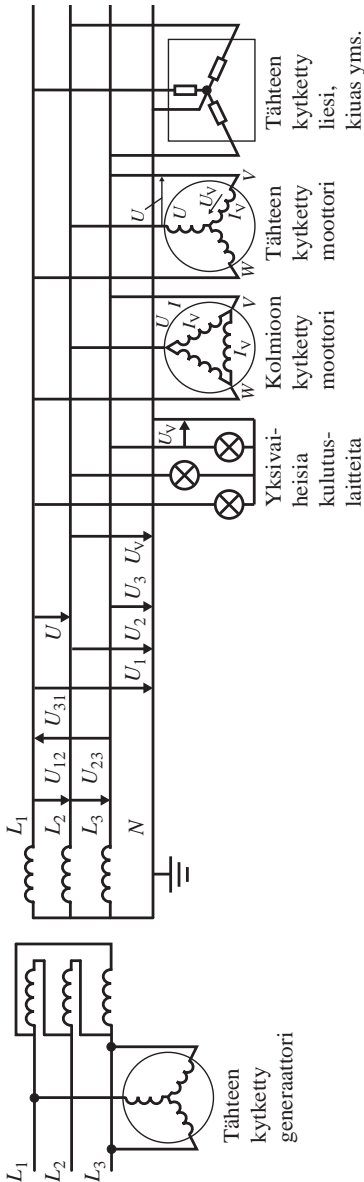 L₁
L₂
L₃
Tähteen
kytketty
generaattori
L₁
L₂
L₃
N
U₁₂
U₂₃
U₃₁
U
U₁
U₂
U₃
Uᵥ
Uᵥ
Yksivai-
heisia
kulutus-
laitteita
U
I
Iᵥ
Iᵥ
W
V
Kolmioon
kytketty
moottori
U
U
Uᵥ
Iᵥ
W
V
Tähteen
kytketty
moottori
Tähteen
kytketty
liesi,
kiuas yms.